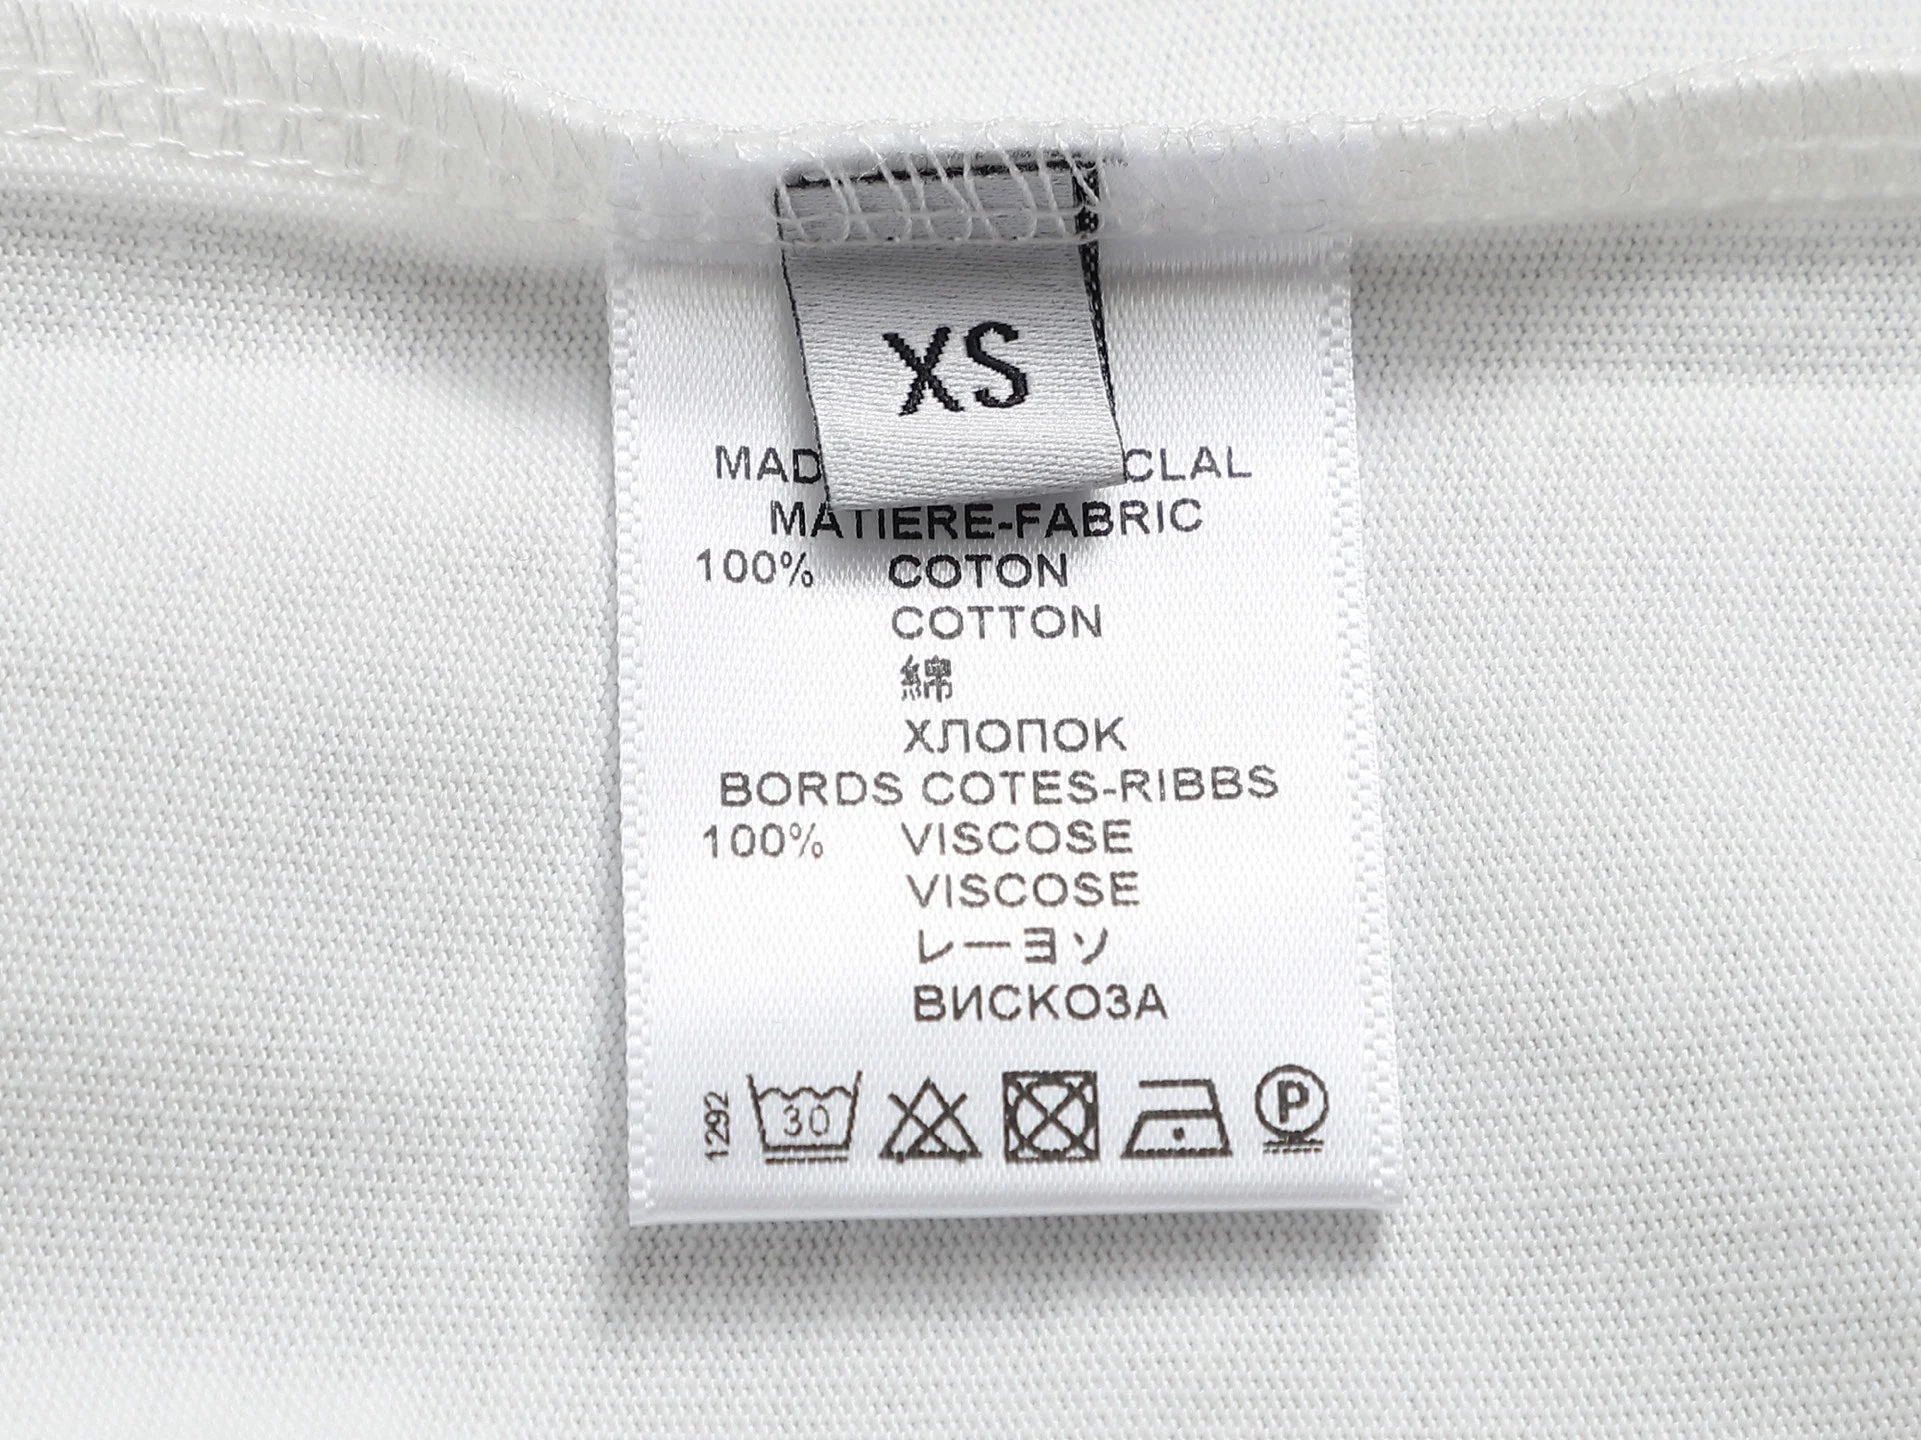 XS
CLAL
MATIERE-FABRIC
100% COTON
COTTON
綿
ХЛОПОК
BORDS COTES-RIBBS
100% VISCOSE
VISCOSE
レーヨン
ВИСКОЗА
1292
30
P